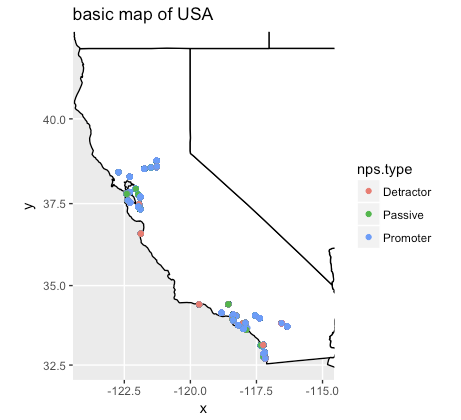 basic map of USA
40.0
37.5
35.0
32.5
y
-122.5
-120.0
-117.5
-115.0
x
nps.type
Detractor
Passive
Promoter